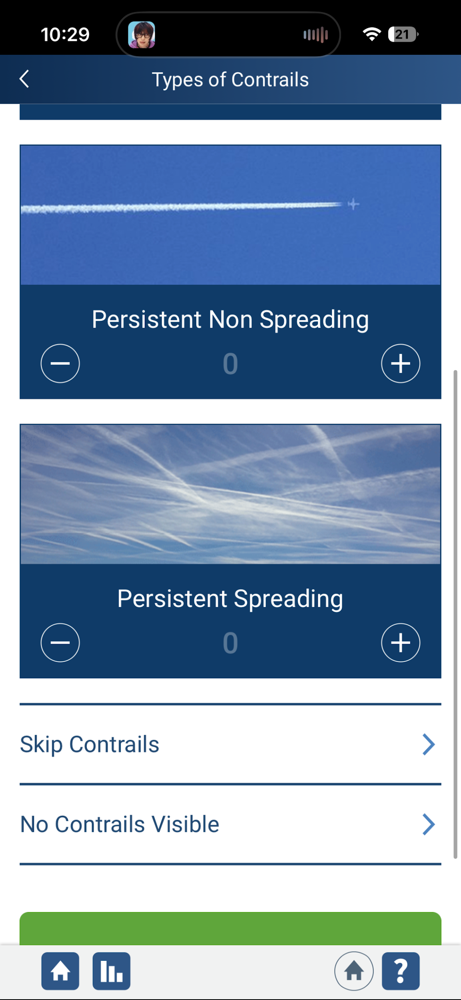 10:29
21
Types of Contrails
Persistent Non Spreading
0
Persistent Spreading
0
Skip Contrails
No Contrails Visible
?